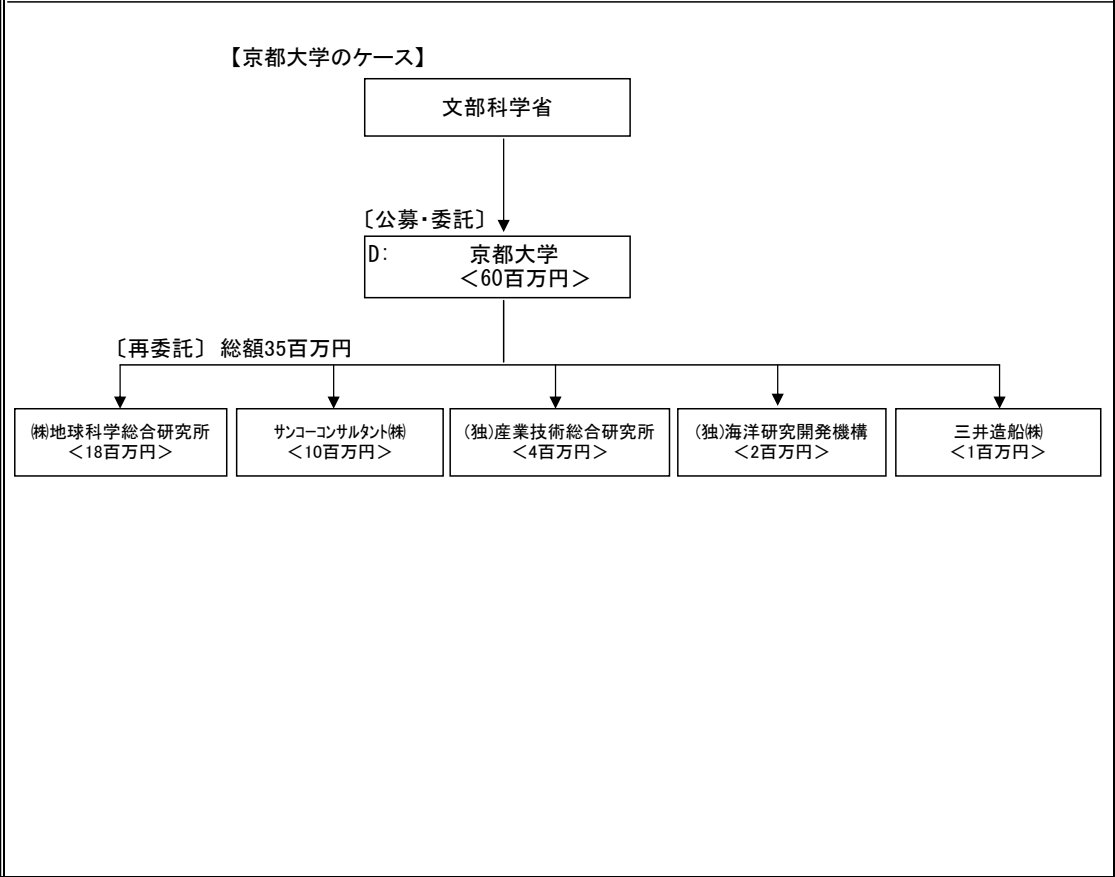 【京都大学のケース】
文部科学省
〔公募・委託〕
D: 京都大学
＜60百万円＞
〔再委託〕 総額35百万円
㈱地球科学総合研究所
＜18百万円＞
ｻﾝｺｰｺﾝｻﾙﾀﾝﾄ㈱
＜10百万円＞
(独)産業技術総合研究所
＜4百万円＞
(独)海洋研究開発機構
＜2百万円＞
三井造船㈱
＜1百万円＞